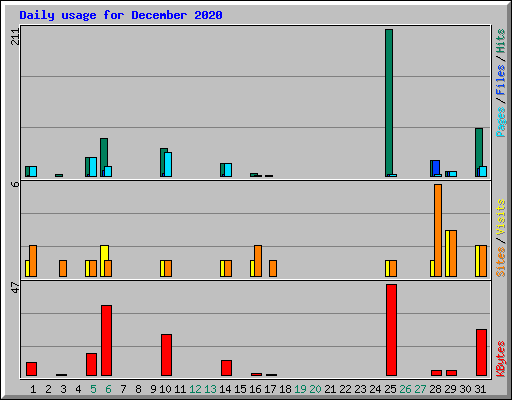 Daily usage for December 2020
211
Pages / Files / Hits
6
Sites / Visits
47
KBytes
1 2 3 4 5 6 7 8 9 10 11 12 13 14 15 16 17 18 19 20 21 22 23 24 25 26 27 28 29 30 31